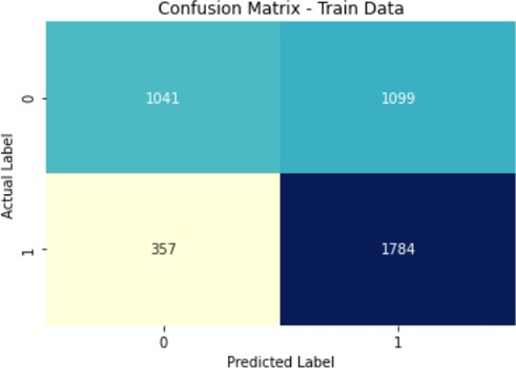 Confusion Matrix - Train Data
Actual Label
0
1041
1099
1
357
1784
0
1
Predicted Label